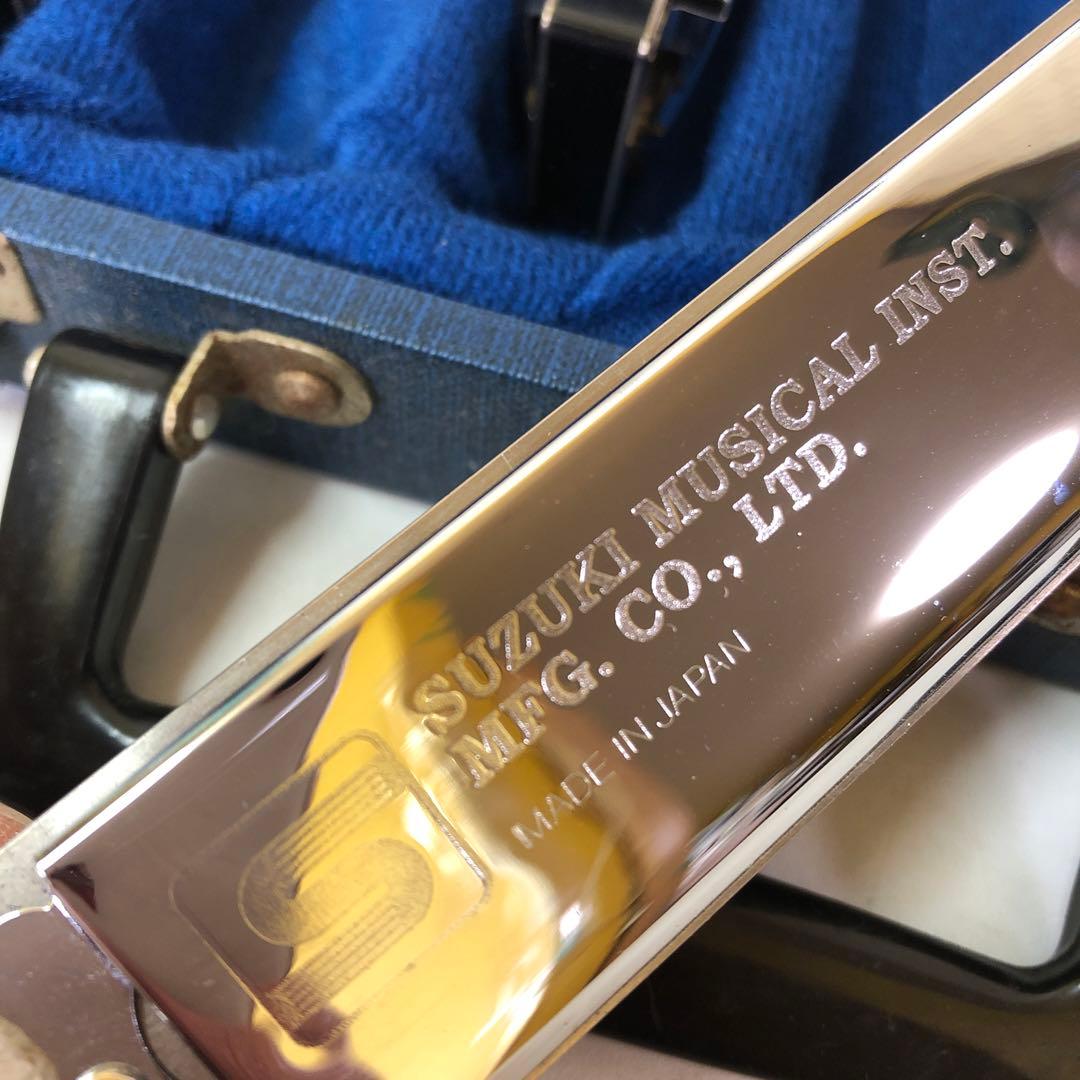 SUZUKI MUSICAL INST.
MFG. CO., LTD.
MADE IN JAPAN